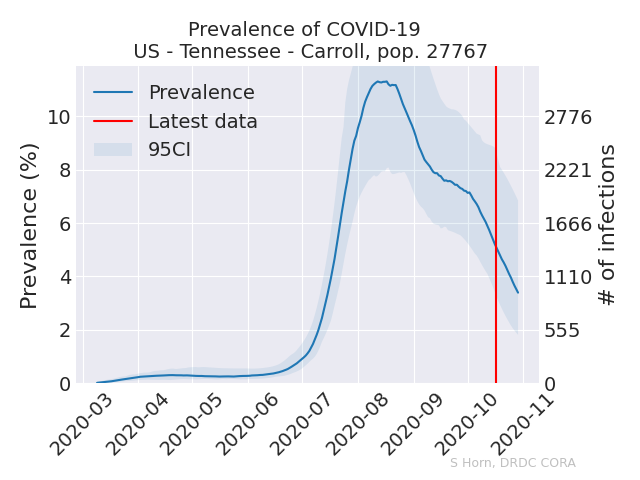 Prevalence of COVID-19
US - Tennessee - Carroll, pop. 27767
Prevalence
Latest data
95CI
Prevalence (%)
10
8
6
4
2
0
2776
2221
1666
1110
555
0
# of infections
2020-03
2020-04
2020-05
2020-06
2020-07
2020-08
2020-09
2020-10
2020-11
S Horn, DRDC CORA